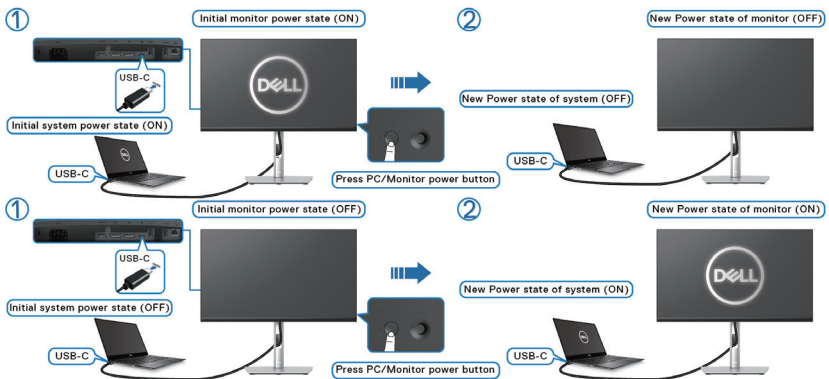 1
Initial monitor power state (ON)
2
New Power state of monitor (OFF)
USB-C
DELL
New Power state of system (OFF)
Initial system power state (ON)
USB-C
USB-C
Press PC/Monitor power button
1
Initial monitor power state (OFF)
2
New Power state of monitor (ON)
USB-C
DELL
New Power state of system (ON)
Initial system power state (OFF)
USB-C
USB-C
Press PC/Monitor power button